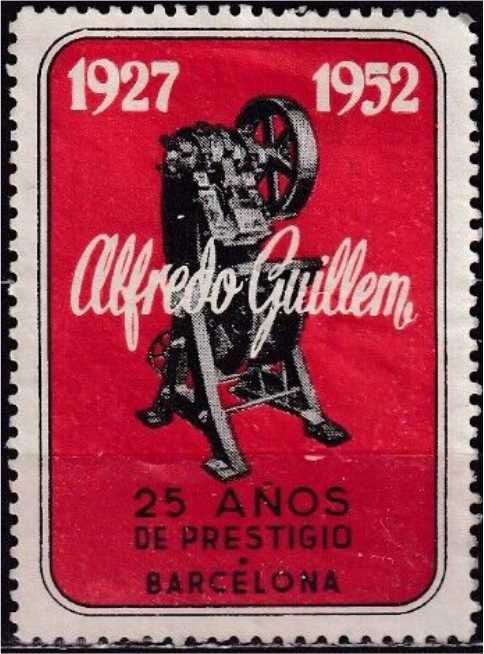 1927 1952
Alfredo Guillem
25 AÑOS
DE PRESTIGIO
BARCELONA